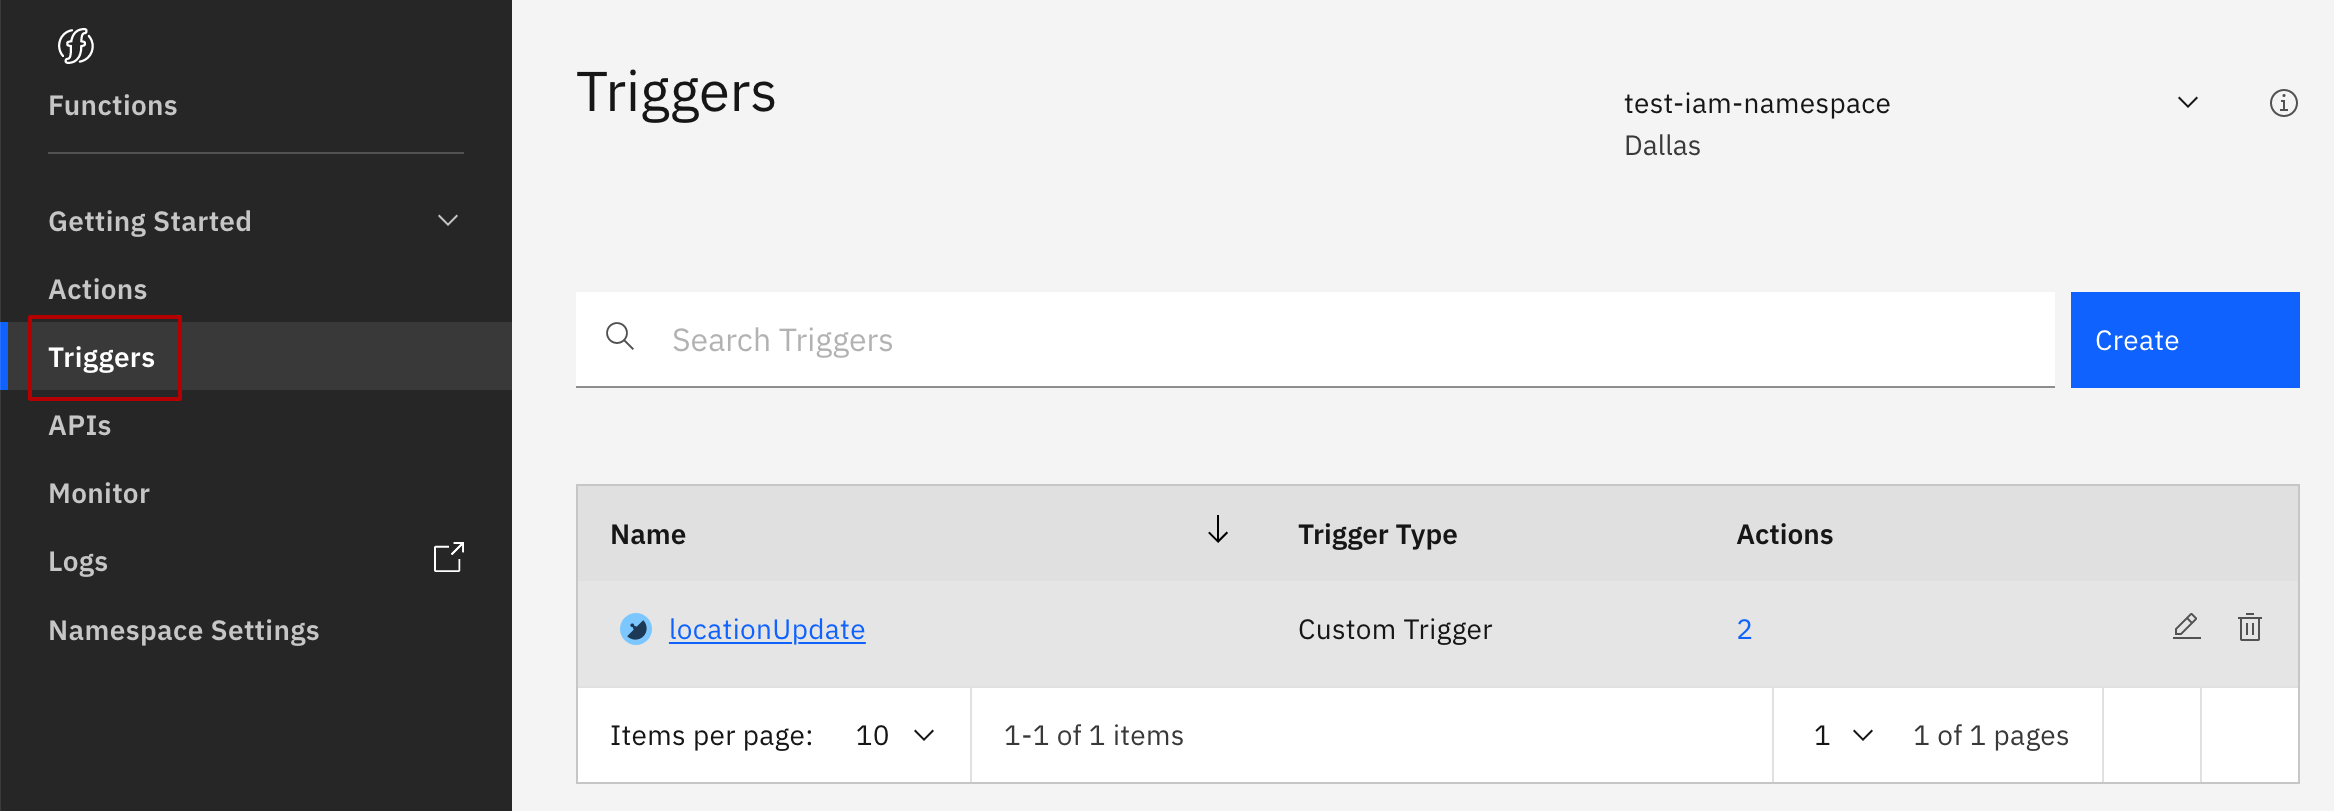 Functions
Getting Started
Actions
Triggers
APIs
Monitor
Logs
Namespace Settings
Triggers
test-iam-namespace
Dallas
Search Triggers
Create
Name Trigger Type Actions
locationUpdate Custom Trigger 2
Items per page: 10 1-1 of 1 items 1 1 of 1 pages